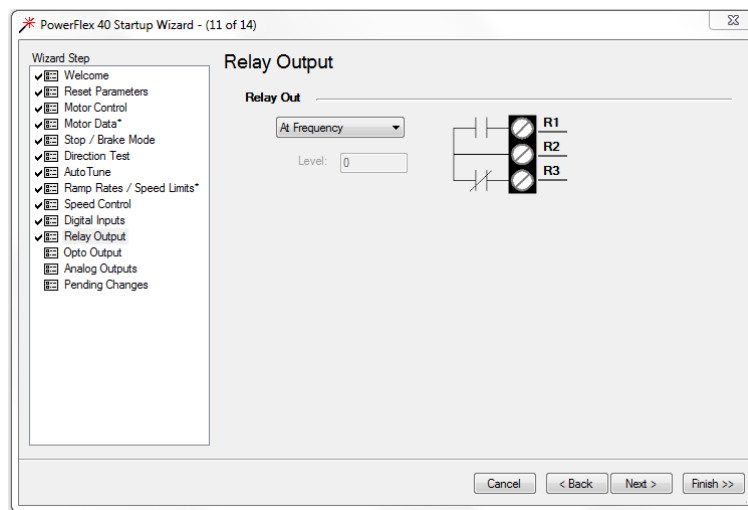 PowerFlex 40 Startup Wizard - (11 of 14)
Wizard Step
Welcome
Reset Parameters
Motor Control
Motor Data*
Stop / Brake Mode
Direction Test
AutoTune
Ramp Rates / Speed Limits*
Speed Control
Digital Inputs
Relay Output
Opto Output
Analog Outputs
Pending Changes
Relay Output
Relay Out
At Frequency
Level: 0
R1
R2
R3
Cancel
< Back
Next >
Finish >>